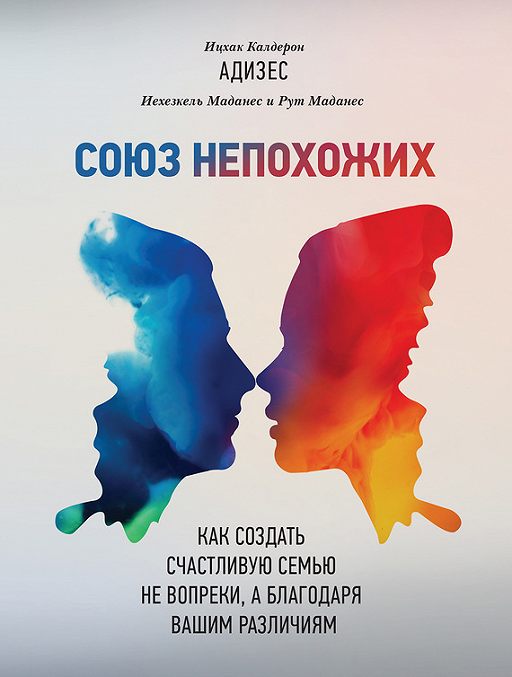 Ицхак Калдерон
АДИЗЕС
Иехезкель Маданес и Рут Маданес
СОЮЗ НЕПОХОЖИХ
КАК СОЗДАТЬ
СЧАСТЛИВУЮ СЕМЬЮ
НЕ ВОПРЕКИ, А БЛАГОДАРЯ
ВАШИМ РАЗЛИЧИЯМ